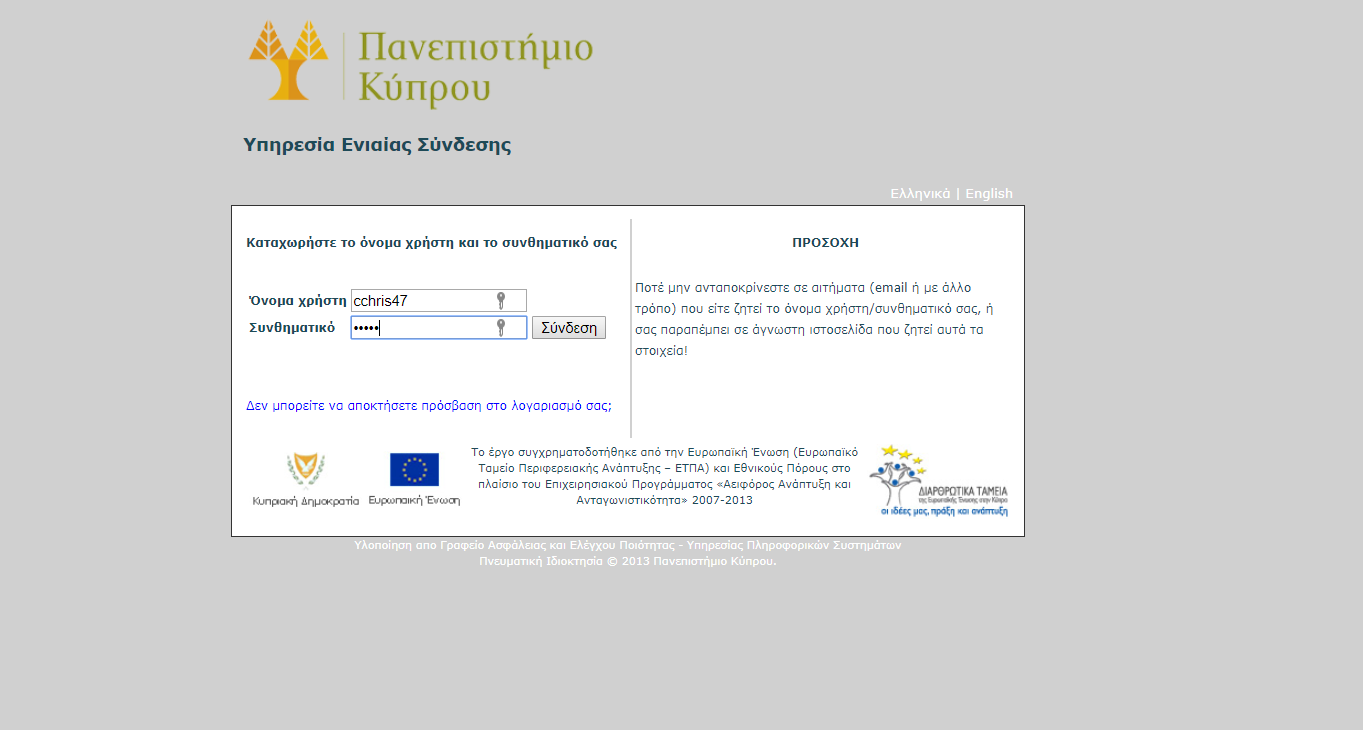 Πανεπιστήμιο
Κύπρου
Υπηρεσία Ενιαίας Σύνδεσης
Ελληνικά | English
Καταχωρήστε το όνομα χρήστη και το συνθηματικό σας
Όνομα χρήστη cchris47
Συνθηματικό ••••• Σύνδεση
Δεν μπορείτε να αποκτήσετε πρόσβαση στο λογαριασμό σας;
ΠΡΟΣΟΧΗ
Ποτέ μην ανταποκρίνεστε σε αιτήματα (email ή με άλλο
τρόπο) που είτε ζητεί το όνομα χρήστη/συνθηματικό σας, ή
σας παραπέμπει σε άγνωστη ιστοσελίδα που ζητεί αυτά τα
στοιχεία!
Κυπριακή Δημοκρατία
Ευρωπαϊκή Ένωση
Το έργο συγχρηματοδοτήθηκε από την Ευρωπαϊκή Ένωση (Ευρωπαϊκό
Ταμείο Περιφερειακής Ανάπτυξης – ΕΤΠΑ) και Εθνικούς Πόρους στο
πλαίσιο του Επιχειρησιακού Προγράμματος «Αειφόρος Ανάπτυξη και
Ανταγωνιστικότητα» 2007-2013
ΔΙΑΡΘΡΩΤΙΚΑ ΤΑΜΕΙΑ
της Ευρωπαϊκής Ένωσης στην Κύπρο
οι ιδέες μας, πράξη και ανάπτυξη
Υλοποίηση απο Γραφείο Ασφάλειας και Ελέγχου Ποιότητας - Υπηρεσίας Πληροφορικών Συστημάτων
Πνευματική Ιδιοκτησία © 2013 Πανεπιστήμιο Κύπρου.